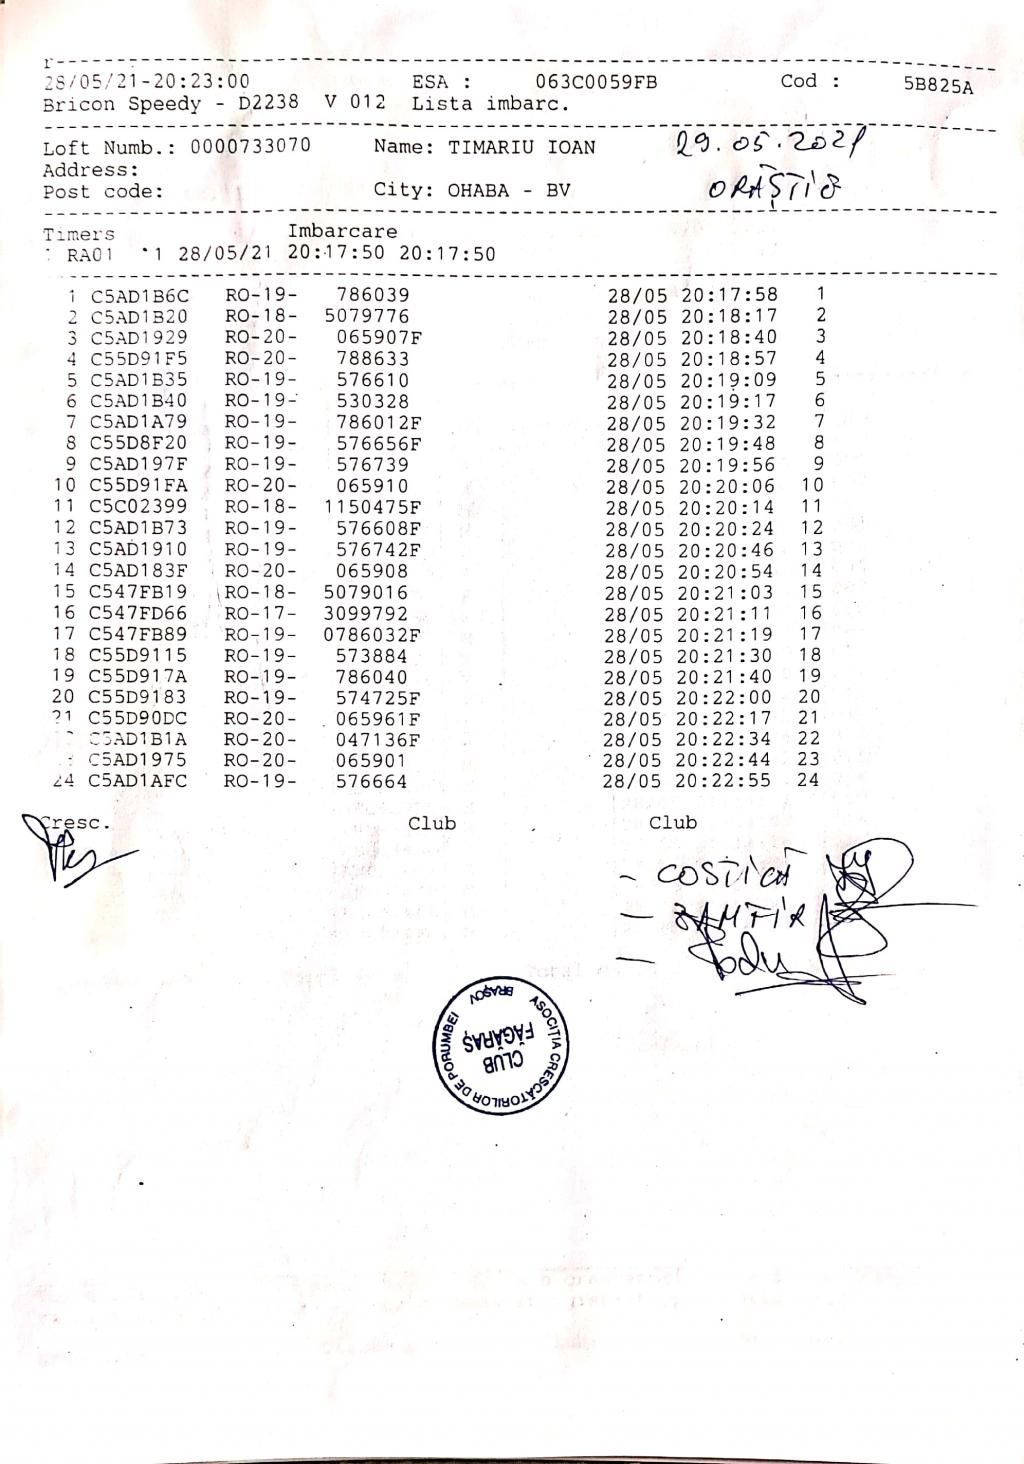 28/05/21-20:23:00 ESA : 063C0059FB Cod : 5B825A
Bricon Speedy - D2238 V 012 Lista imbarc.
Loft Numb.: 0000733070 Name: TIMARIU IOAN 29.05.2021
Address:
Post code: City: OHABA - BV ORĂȘTIE
Timers Imbarcare
RA01 1 28/05/21 20:17:50 20:17:50
1 C5AD1B6C RO-19- 786039 28/05 20:17:58 1
2 C5AD1B20 RO-18- 5079776 28/05 20:18:17 2
3 C5AD1929 RO-20- 065907F 28/05 20:18:40 3
4 C55D91F5 RO-20- 788633 28/05 20:18:57 4
5 C5AD1B35 RO-19- 576610 28/05 20:19:09 5
6 C5AD1B40 RO-19- 530328 28/05 20:19:17 6
7 C5AD1A79 RO-19- 786012F 28/05 20:19:32 7
8 C55D8F20 RO-19- 576656F 28/05 20:19:48 8
9 C5AD197F RO-19- 576739 28/05 20:19:56 9
10 C55D91FA RO-20- 065910 28/05 20:20:06 10
11 C5C02399 RO-18- 1150475F 28/05 20:20:14 11
12 C5AD1B73 RO-19- 576608F 28/05 20:20:24 12
13 C5AD1910 RO-19- 576742F 28/05 20:20:46 13
14 C5AD183F RO-20- 065908 28/05 20:20:54 14
15 C547FB19 RO-18- 5079016 28/05 20:21:03 15
16 C547FD66 RO-17- 3099792 28/05 20:21:11 16
17 C547FB89 RO-19- 0786032F 28/05 20:21:19 17
18 C55D9115 RO-19- 573884 28/05 20:21:30 18
19 C55D917A RO-19- 786040 28/05 20:21:40 19
20 C55D9183 RO-19- 574725F 28/05 20:22:00 20
21 C55D90DC RO-20- 065961F 28/05 20:22:17 21
C5AD1B1A RO-20- 047136F 28/05 20:22:34 22
C5AD1975 RO-20- 065901 28/05 20:22:44 23
24 C5AD1AFC RO-19- 576664 28/05 20:22:55 24
Cresc. Club Club
- COSTICĂ
- ZAMFIR
-
ASOCIȚIA CRESCĂTORILOR DE PORUMBEI
BRAȘOV
CLUB
FĂGĂRAȘ